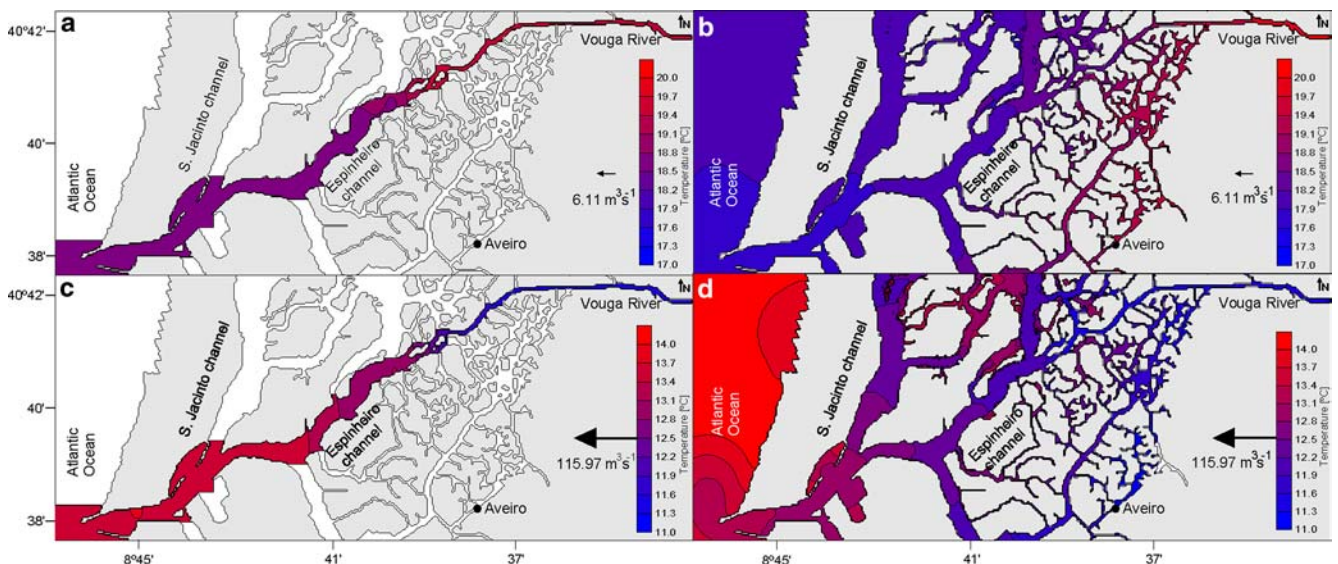 a
40º42'
40'
38'
S. Jacinto channel
Atlantic
Ocean
Espinheiro
channel
Aveiro
Vouga River
N
6.11 m³s-1
Temperature [ºC]
20.0
19.7
19.4
19.1
18.8
18.5
18.2
17.9
17.6
17.3
17.0
b
S. Jacinto channel
Atlantic
Ocean
Espinheiro
channel
Aveiro
Vouga River
N
6.11 m³s-1
Temperature [ºC]
20.0
19.7
19.4
19.1
18.8
18.5
18.2
17.9
17.6
17.3
17.0
c
40º42'
40'
38'
S. Jacinto channel
Atlantic
Ocean
Espinheiro
channel
Aveiro
Vouga River
N
115.97 m³s-1
Temperature [ºC]
14.0
13.7
13.4
13.1
12.8
12.5
12.2
11.9
11.6
11.3
11.0
8º45'
41
37'
d
S. Jacinto channel
Atlantic
Ocean
Espinheiro
channel
Aveiro
Vouga River
N
115.97 m³s-1
Temperature [ºC]
14.0
13.7
13.4
13.1
12.8
12.5
12.2
11.9
11.6
11.3
11.0
8º45'
41
37'